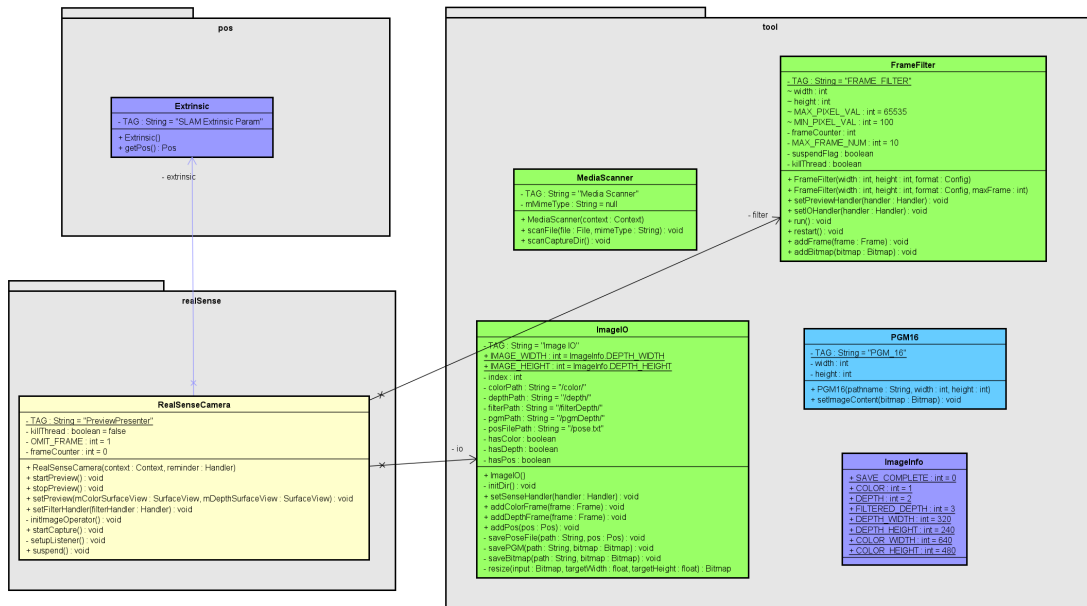 pos
Extrinsic
- TAG : String = "SLAM Extrinsic Param"
+ Extrinsic()
+ getPos() : Pos
- extrinsic
realSense
RealSenseCamera
- TAG : String = "PreviewPresenter"
- killThread : boolean = false
- OMIT_FRAME : int = 1
- frameCounter : int = 0
+ RealSenseCamera(context : Context, reminder : Handler)
+ startPreview() : void
+ stopPreview() : void
+ setPreview(mColorSurfaceView : SurfaceView, mDepthSurfaceView : SurfaceView) : void
+ setFilterHandler(filterHander : Handler) : void
- initImageOperator() : void
+ startCapture() : void
- setupListener() : void
+ suspend() : void
tool
FrameFilter
- TAG : String = "FRAME_FILTER"
~ width : int
~ height : int
~ MAX_PIXEL_VAL : int = 65535
~ MIN_PIXEL_VAL : int = 100
- frameCounter : int
- MAX_FRAME_NUM : int = 10
- suspendFlag : boolean
- killThread : boolean
+ FrameFilter(width : int, height : int, format : Config)
+ FrameFilter(width : int, height : int, format : Config, maxFrame : int)
+ setPreviewHandler(handler : Handler) : void
+ setIOHandler(handler : Handler) : void
+ run() : void
+ restart() : void
+ addFrame(frame : Frame) : void
+ addBitmap(bitmap : Bitmap) : void
MediaScanner
- TAG : String = "Media Scanner"
- mMimeType : String = null
+ MediaScanner(context : Context)
+ scanFile(file : File, mimeType : String) : void
+ scanCaptureDir() : void
- filter
ImageIO
- TAG : String = "Image IO"
+ IMAGE_WIDTH : int = ImageInfo.DEPTH_WIDTH
+ IMAGE_HEIGHT : int = ImageInfo.DEPTH_HEIGHT
- index : int
- colorPath : String = "/color/"
- depthPath : String = "/depth/"
- filterPath : String = "/filterDepth/"
- pgmPath : String = "/pgmDepth/"
- posFilePath : String = "/pose.txt"
- hasColor : boolean
- hasDepth : boolean
- hasPos : boolean
+ ImageIO()
- initDir() : void
+ setSenseHandler(handler : Handler) : void
+ addColorFrame(frame : Frame) : void
+ addDepthFrame(frame : Frame) : void
+ addPos(pos : Pos) : void
- savePoseFile(path : String, pos : Pos) : void
- savePGM(path : String, bitmap : Bitmap) : void
- saveBitmap(path : String, bitmap : Bitmap) : void
- resize(input : Bitmap, targetWidth : float, targetHeight : float) : Bitmap
- io
PGM16
- TAG : String = "PGM_16"
- width : int
- height : int
+ PGM16(pathname : String, width : int, height : int)
+ setImageContent(bitmap : Bitmap) : void
ImageInfo
+ SAVE_COMPLETE : int = 0
+ COLOR : int = 1
+ DEPTH : int = 2
+ FILTERED_DEPTH : int = 3
+ DEPTH_WIDTH : int = 320
+ DEPTH_HEIGHT : int = 240
+ COLOR_WIDTH : int = 640
+ COLOR_HEIGHT : int = 480